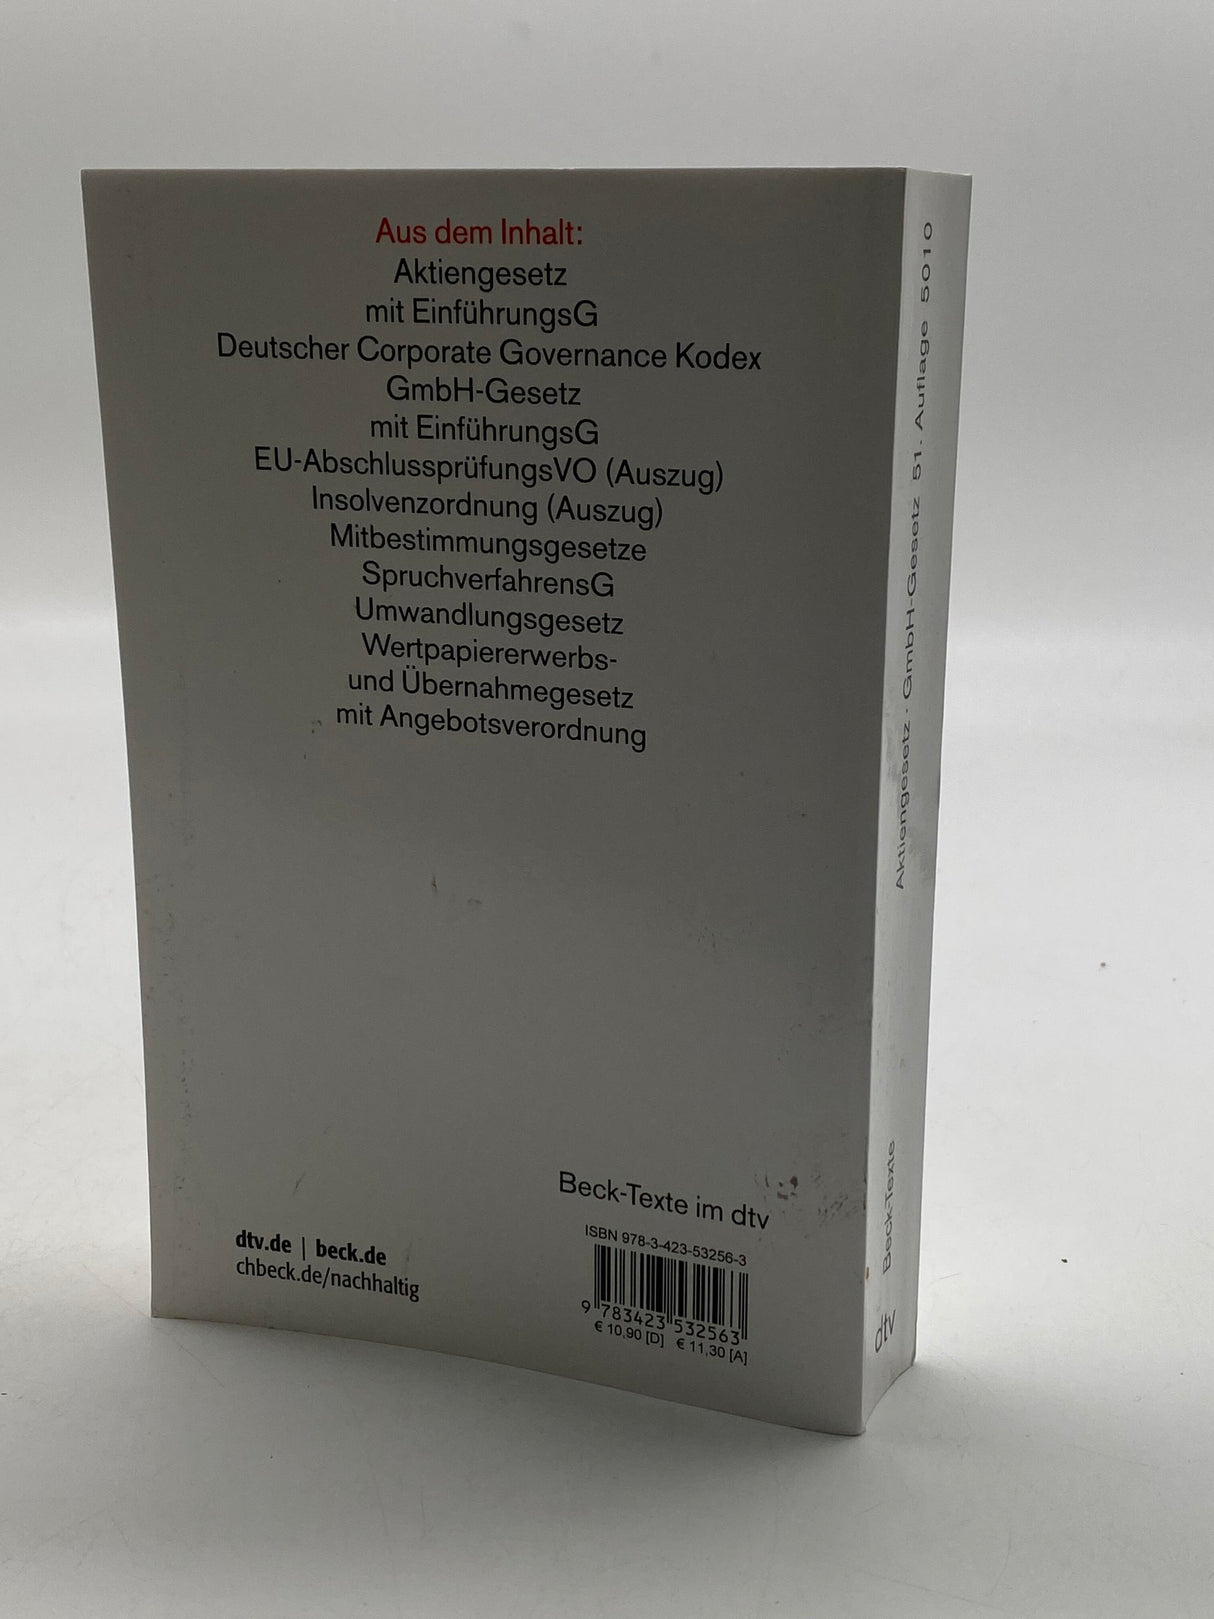 Aus dem Inhalt:
Aktiengesetz
mit EinführungsG
Deutscher Corporate Governance Kodex
GmbH-Gesetz
mit EinführungsG
EU-AbschlussprüfungsVO (Auszug)
Insolvenzordnung (Auszug)
Mitbestimmungsgesetze
SpruchverfahrensG
Umwandlungsgesetz
Wertpapiererwerbs-
und Übernahmegesetz
mit Angebotsverordnung
Beck-Texte im dtv
dtv.de | beck.de
chbeck.de/nachhaltig
ISBN 978-3-423-53256-3
9 783423 532563
€ 10,90 [D] € 11,30 [A]
dtv Beck-Texte Aktiengesetz · GmbH-Gesetz 51. Auflage 5010